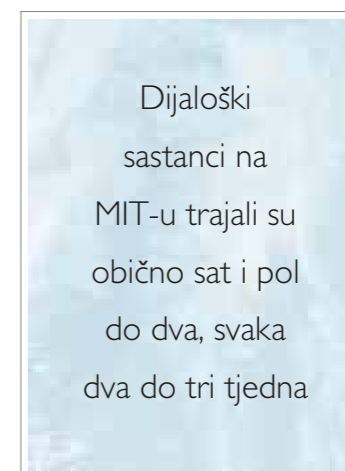 Dijaloški
sastanci na
MIT-u trajali su
obično sat i pol
do dva, svaka
dva do tri tjedna